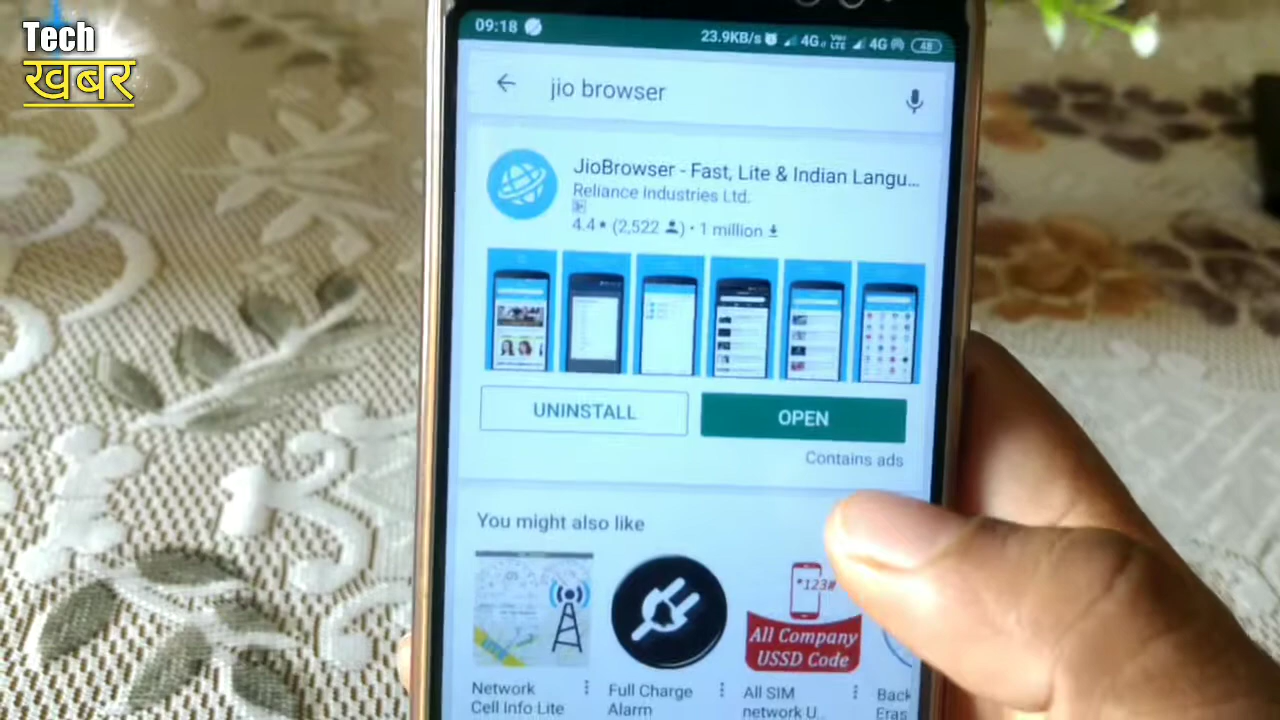 Tech
खबर
09:18
23.9KB/s 4G VoLTE 4G 48
jio browser
JioBrowser - Fast, Lite & Indian Langu...
Reliance Industries Ltd.
4.4★ (2,522) • 1 million
UNINSTALL
OPEN
Contains ads
You might also like
*123#
All Company
USSD Code
Network
Cell Info Lite
Full Charge
Alarm
All SIM
network U..
Back
Eras